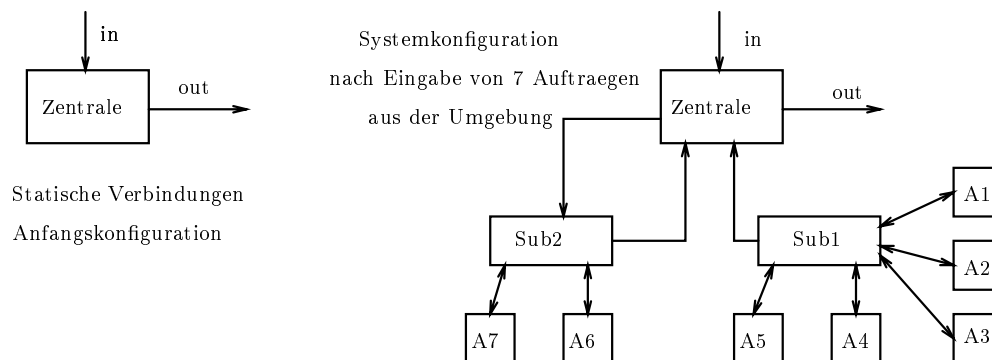 in
Zentrale
out
Statische Verbindungen
Anfangskonfiguration
Systemkonfiguration
nach Eingabe von 7 Auftraegen
aus der Umgebung
in
Zentrale
out
Sub2
Sub1
A1
A2
A3
A7
A6
A5
A4